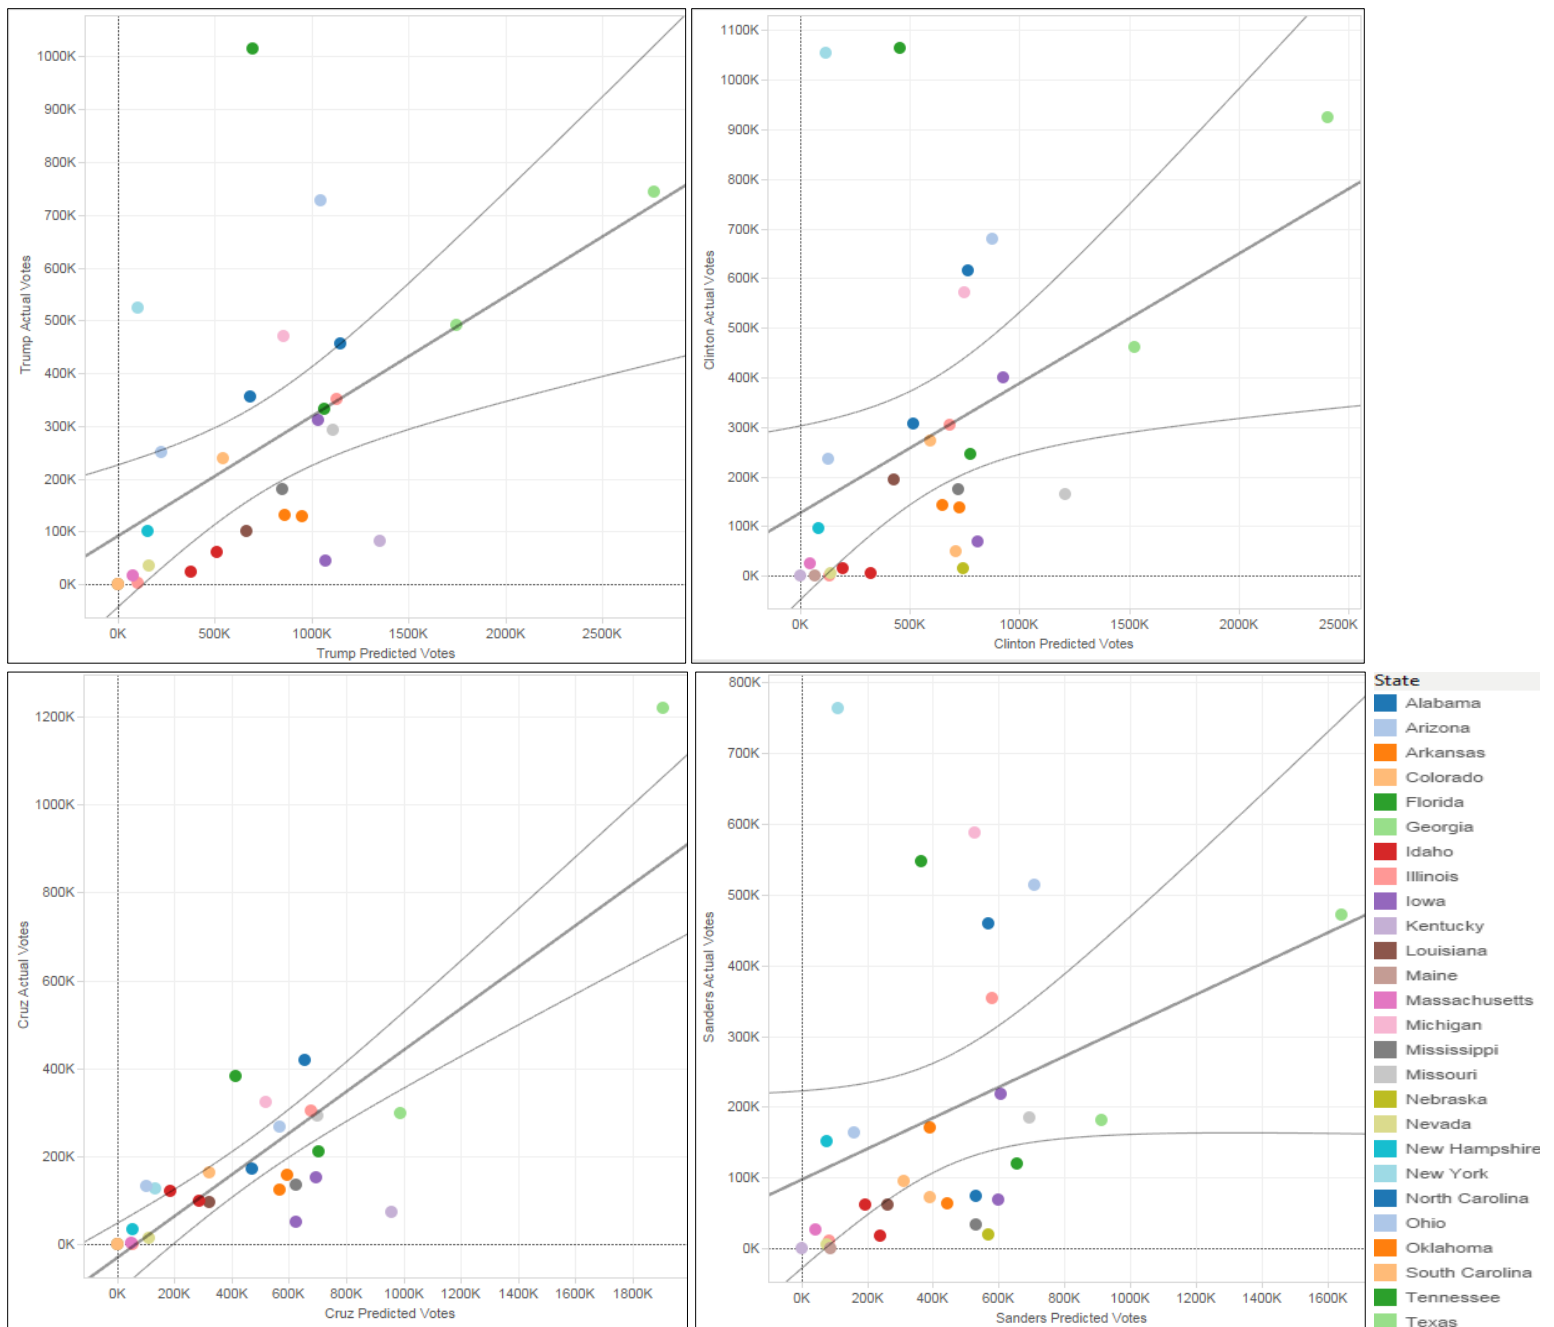 1000K
900K
800K
700K
600K
500K
400K
300K
200K
100K
0K
Trump Actual Votes
0K 500K 1000K 1500K 2000K 2500K
Trump Predicted Votes
1100K
1000K
900K
800K
700K
600K
500K
400K
300K
200K
100K
0K
Clinton Actual Votes
0K 500K 1000K 1500K 2000K 2500K
Clinton Predicted Votes
1200K
1000K
800K
600K
400K
200K
0K
Cruz Actual Votes
0K 200K 400K 600K 800K 1000K 1200K 1400K 1600K 1800K
Cruz Predicted Votes
800K
700K
600K
500K
400K
300K
200K
100K
0K
Sanders Actual Votes
0K 200K 400K 600K 800K 1000K 1200K 1400K 1600K
Sanders Predicted Votes
State
Alabama
Arizona
Arkansas
Colorado
Florida
Georgia
Idaho
Illinois
Iowa
Kentucky
Louisiana
Maine
Massachusetts
Michigan
Mississippi
Missouri
Nebraska
Nevada
New Hampshire
New York
North Carolina
Ohio
Oklahoma
South Carolina
Tennessee
Texas